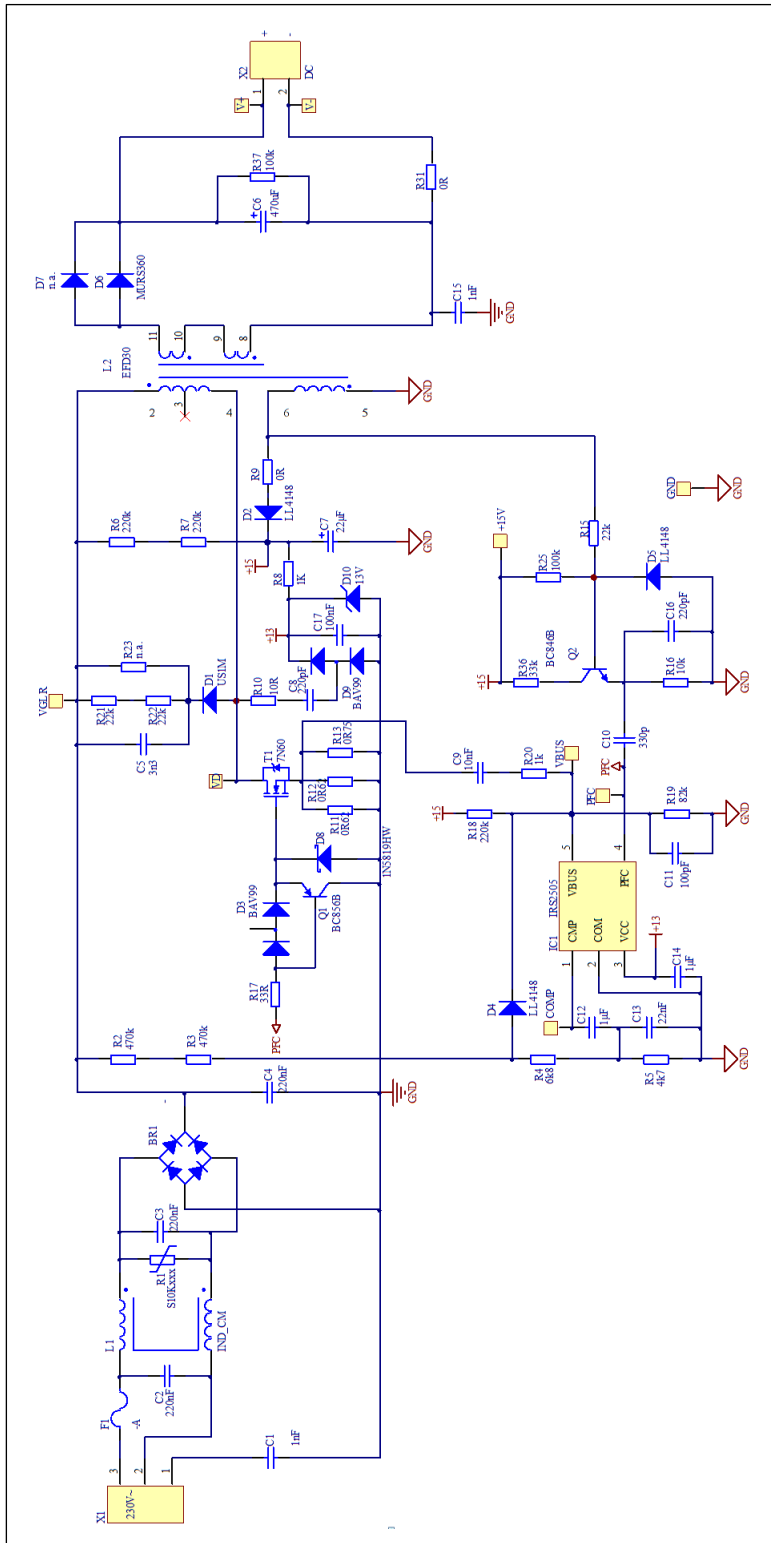 X2
+ -
DC
1
2
V+
V-
R37
100k
C6
+
470uF
R31
0R
D7
n.a.
D6
MURS360
C15
1nF
GND
L2
EFD30
11
10
9
8
2
3
4
6
5
GND
R9
0R
D2
LL4148
R6
220k
R7
220k
+15
C7
+
22µF
GND
R8
1K
D10
13V
C17
100nF
+13
C8
220pF
D9
BAV99
R10
10R
VGLR
R23
n.a.
R21
22k
R22
22k
D1
US1M
C5
3n3
VD
T1
7N60
R13
0R75
R12
0R62
R11
0R62
D8
1N5819HW
D3
BAV99
Q1
BC856B
R17
33R
PFC
R2
470k
R3
470k
C4
220nF
GND
-
BR1
C3
220nF
R1
S10Kxxx
L1
IND_CM
C2
220nF
F1
-A
C1
1nF
X1
230V~
3
2
1
GND
GND
+15V
R15
22k
R25
100k
D5
LL4148
BC846B
Q2
R36
33k
+15
C16
220pF
R16
10k
GND
C10
330p
PFC
PFC
C9
10nF
R20
1k
VBUS
+15
R18
220k
R19
82k
C11
100pF
GND
IC1
IRS2505
CMP
COM
VCC
VBUS
PFC
1
2
3
5
4
+13
C14
1µF
COMP
C12
1µF
C13
22nF
D4
LL4148
R4
6k8
R5
4k7
GND